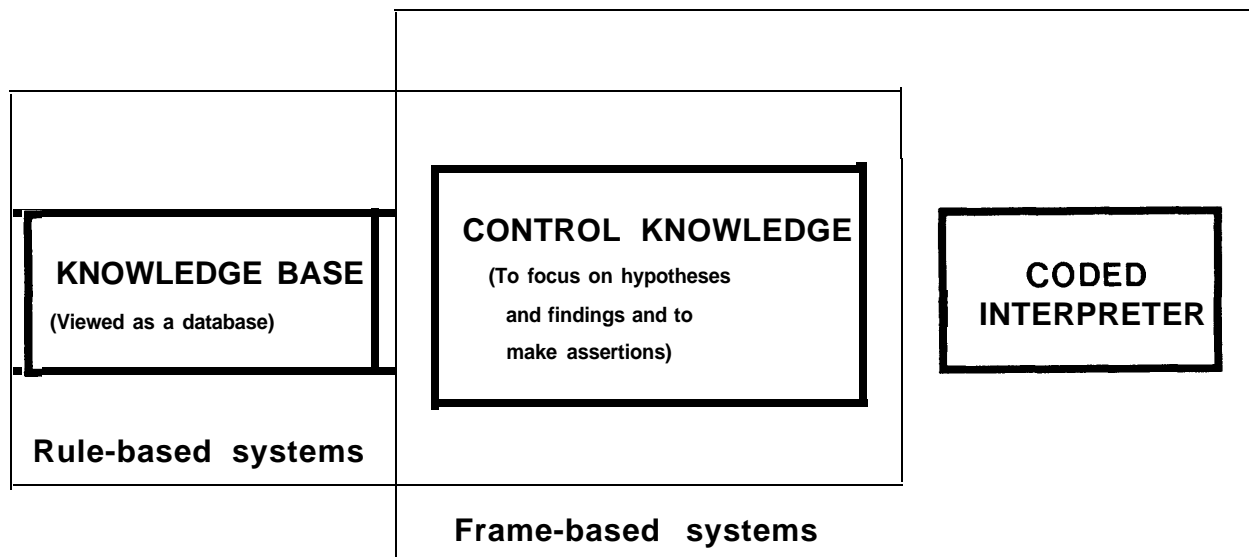 KNOWLEDGE BASE
(Viewed as a database)
CONTROL KNOWLEDGE
(To focus on hypotheses
and findings and to
make assertions)
CODED
INTERPRETER
Rule-based systems
Frame-based systems